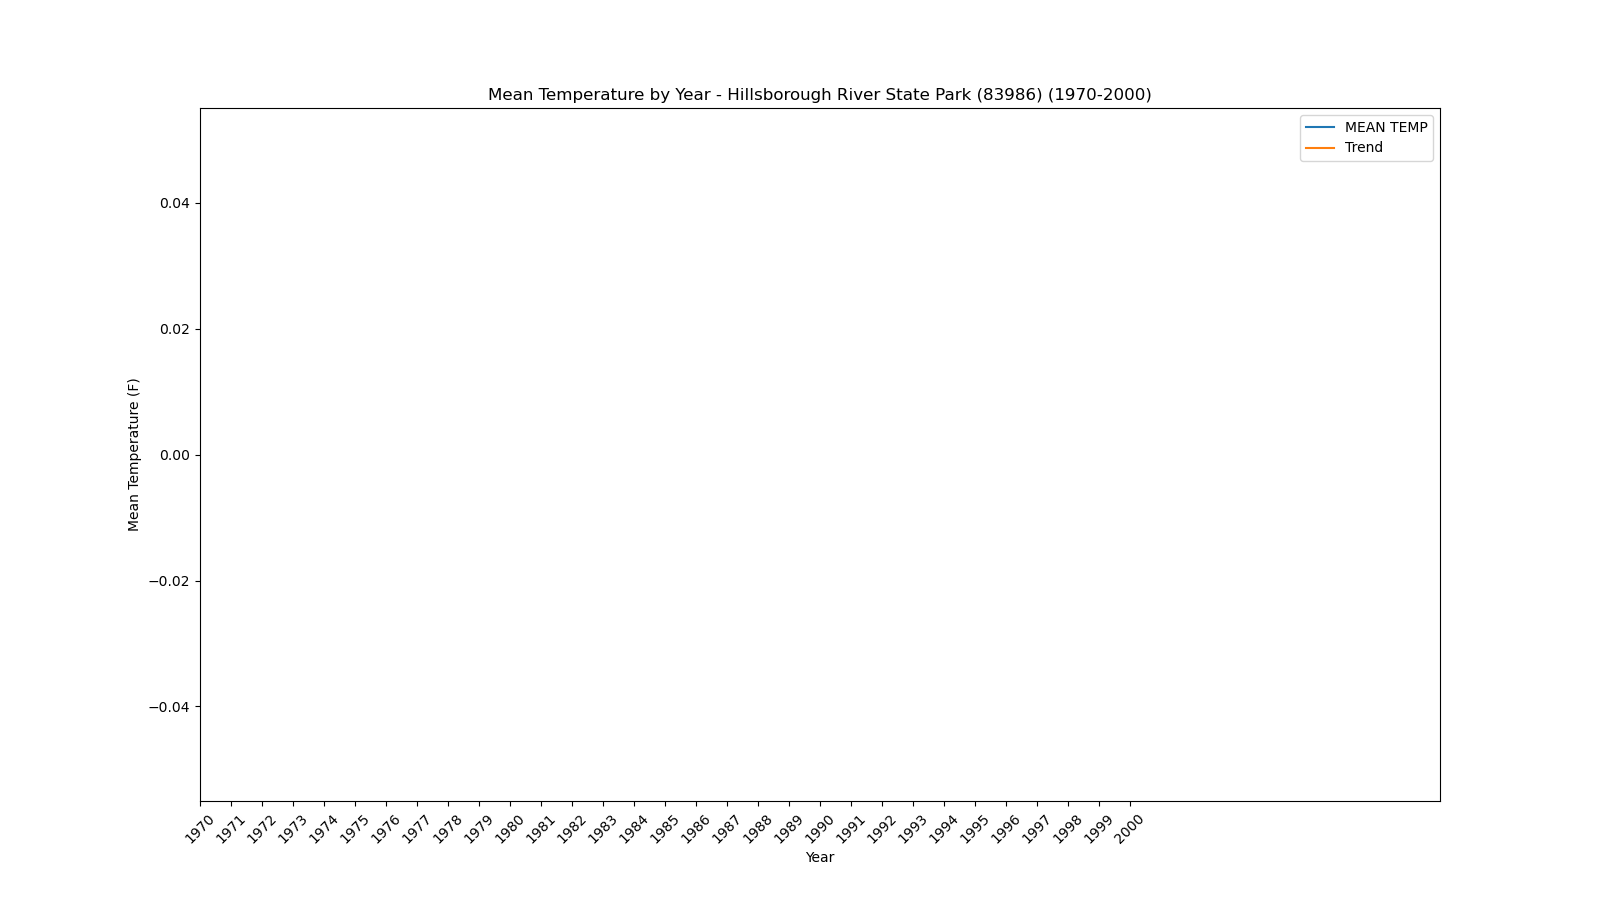 Mean Temperature by Year - Hillsborough River State Park (83986) (1970-2000)
MEAN TEMP
Trend
0.04
0.02
0.00
−0.02
−0.04
Mean Temperature (F)
1970 1971 1972 1973 1974 1975 1976 1977 1978 1979 1980 1981 1982 1983 1984 1985 1986 1987 1988 1989 1990 1991 1992 1993 1994 1995 1996 1997 1998 1999 2000
Year